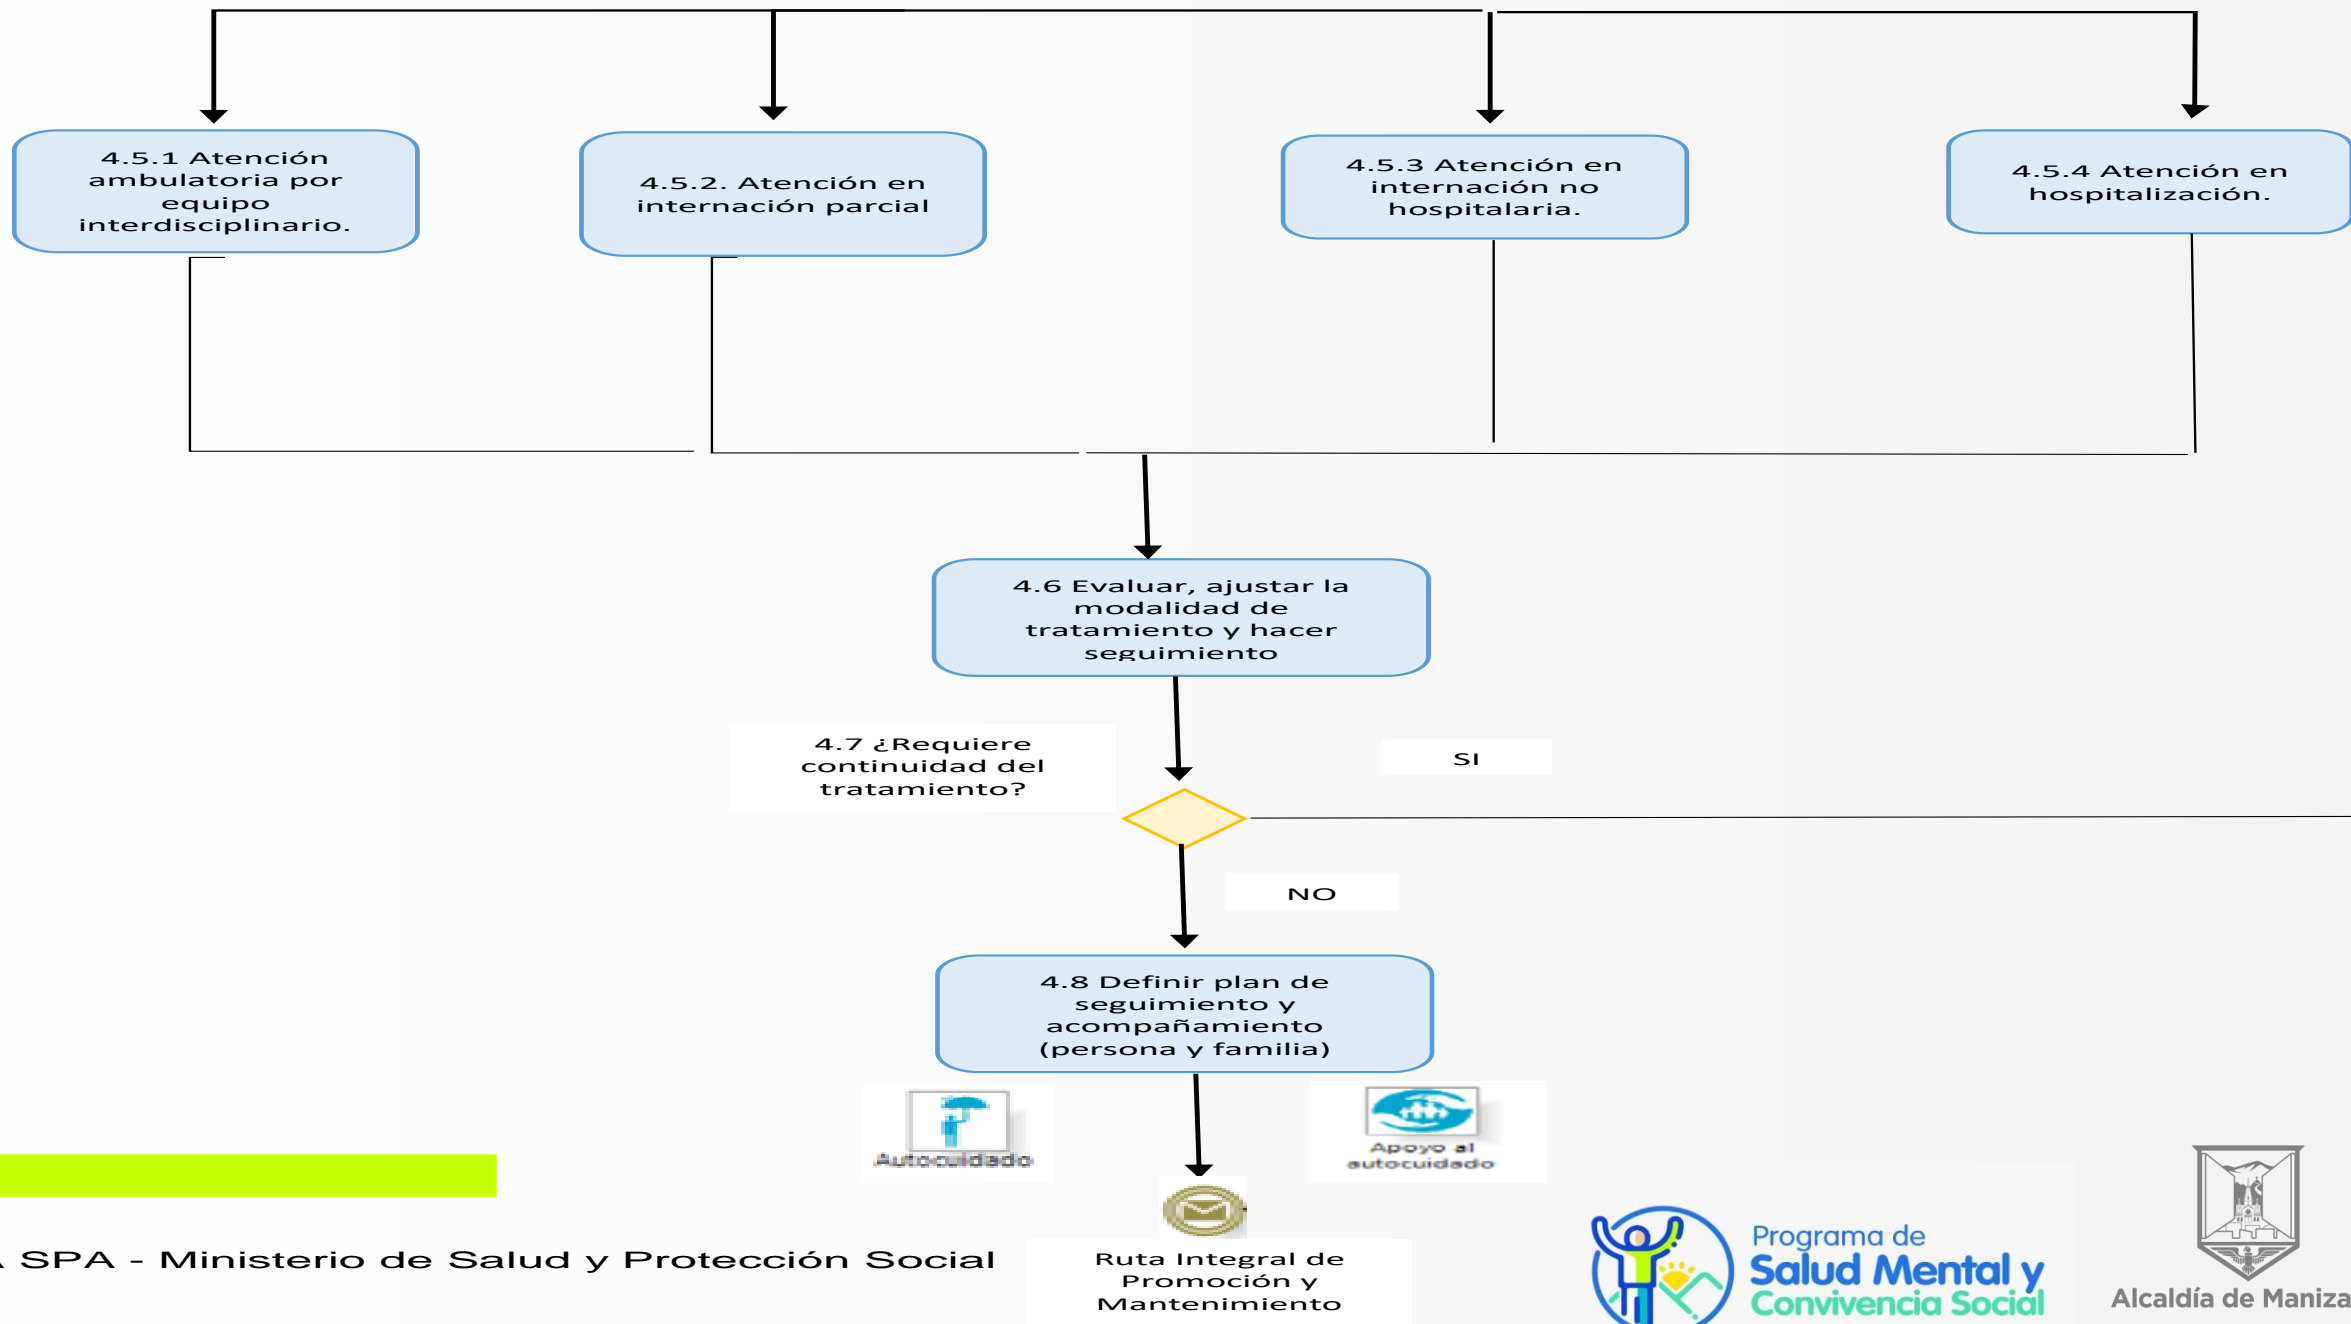 4.5.1 Atención
ambulatoria por
equipo
interdisciplinario.
4.5.2. Atención en
internación parcial
4.5.3 Atención en
internación no
hospitalaria.
4.5.4 Atención en
hospitalización.
4.6 Evaluar, ajustar la
modalidad de
tratamiento y hacer
seguimiento
4.7 ¿Requiere
continuidad del
tratamiento?
SI
NO
4.8 Definir plan de
seguimiento y
acompañamiento
(persona y familia)
Autocuidado
Apoyo al
autocuidado
SPA - Ministerio de Salud y Protección Social
Ruta Integral de
Promoción y
Mantenimiento
Programa de
Salud Mental y
Convivencia Social
Alcaldía de Maniza